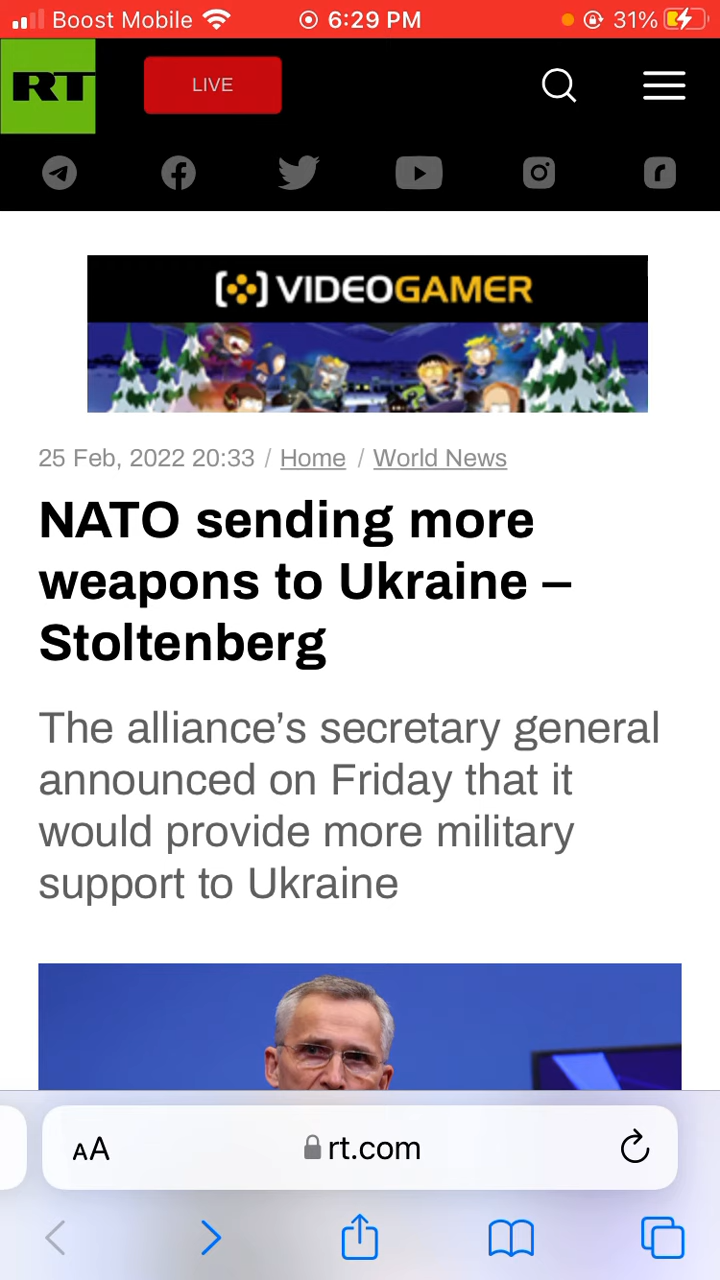 Boost Mobile 6:29 PM 31%
RT LIVE
[ ] VIDEOGAMER
25 Feb, 2022 20:33 / Home / World News
NATO sending more
weapons to Ukraine –
Stoltenberg
The alliance’s secretary general
announced on Friday that it
would provide more military
support to Ukraine
AA rt.com